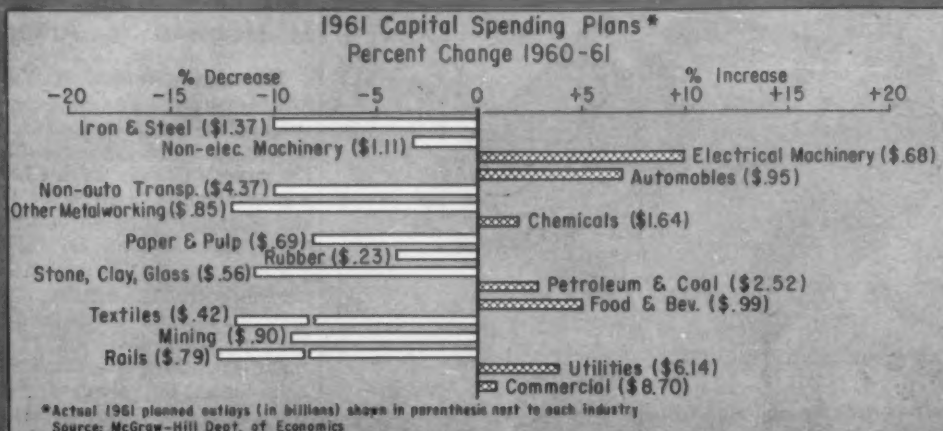 1961 Capital Spending Plans*
Percent Change 1960-61
% Decrease % Increase
-20 -15 -10 -5 0 +5 +10 +15 +20
Iron & Steel ($1.37)
Non-elec. Machinery ($1.11)
Electrical Machinery ($.68)
Automobles ($.95)
Non-auto Transp. ($4.37)
Other Metalworking ($.85)
Chemicals ($1.64)
Paper & Pulp ($.69)
Rubber ($.23)
Stone, Clay, Glass ($.56)
Petroleum & Coal ($2.52)
Food & Bev. ($.99)
Textiles ($.42)
Mining ($.90)
Rails ($.79)
Utilities ($6.14)
Commercial ($8.70)
*Actual 1961 planned outlays (in billions) shown in parenthesis next to each industry
Source: McGraw-Hill Dept. of Economics